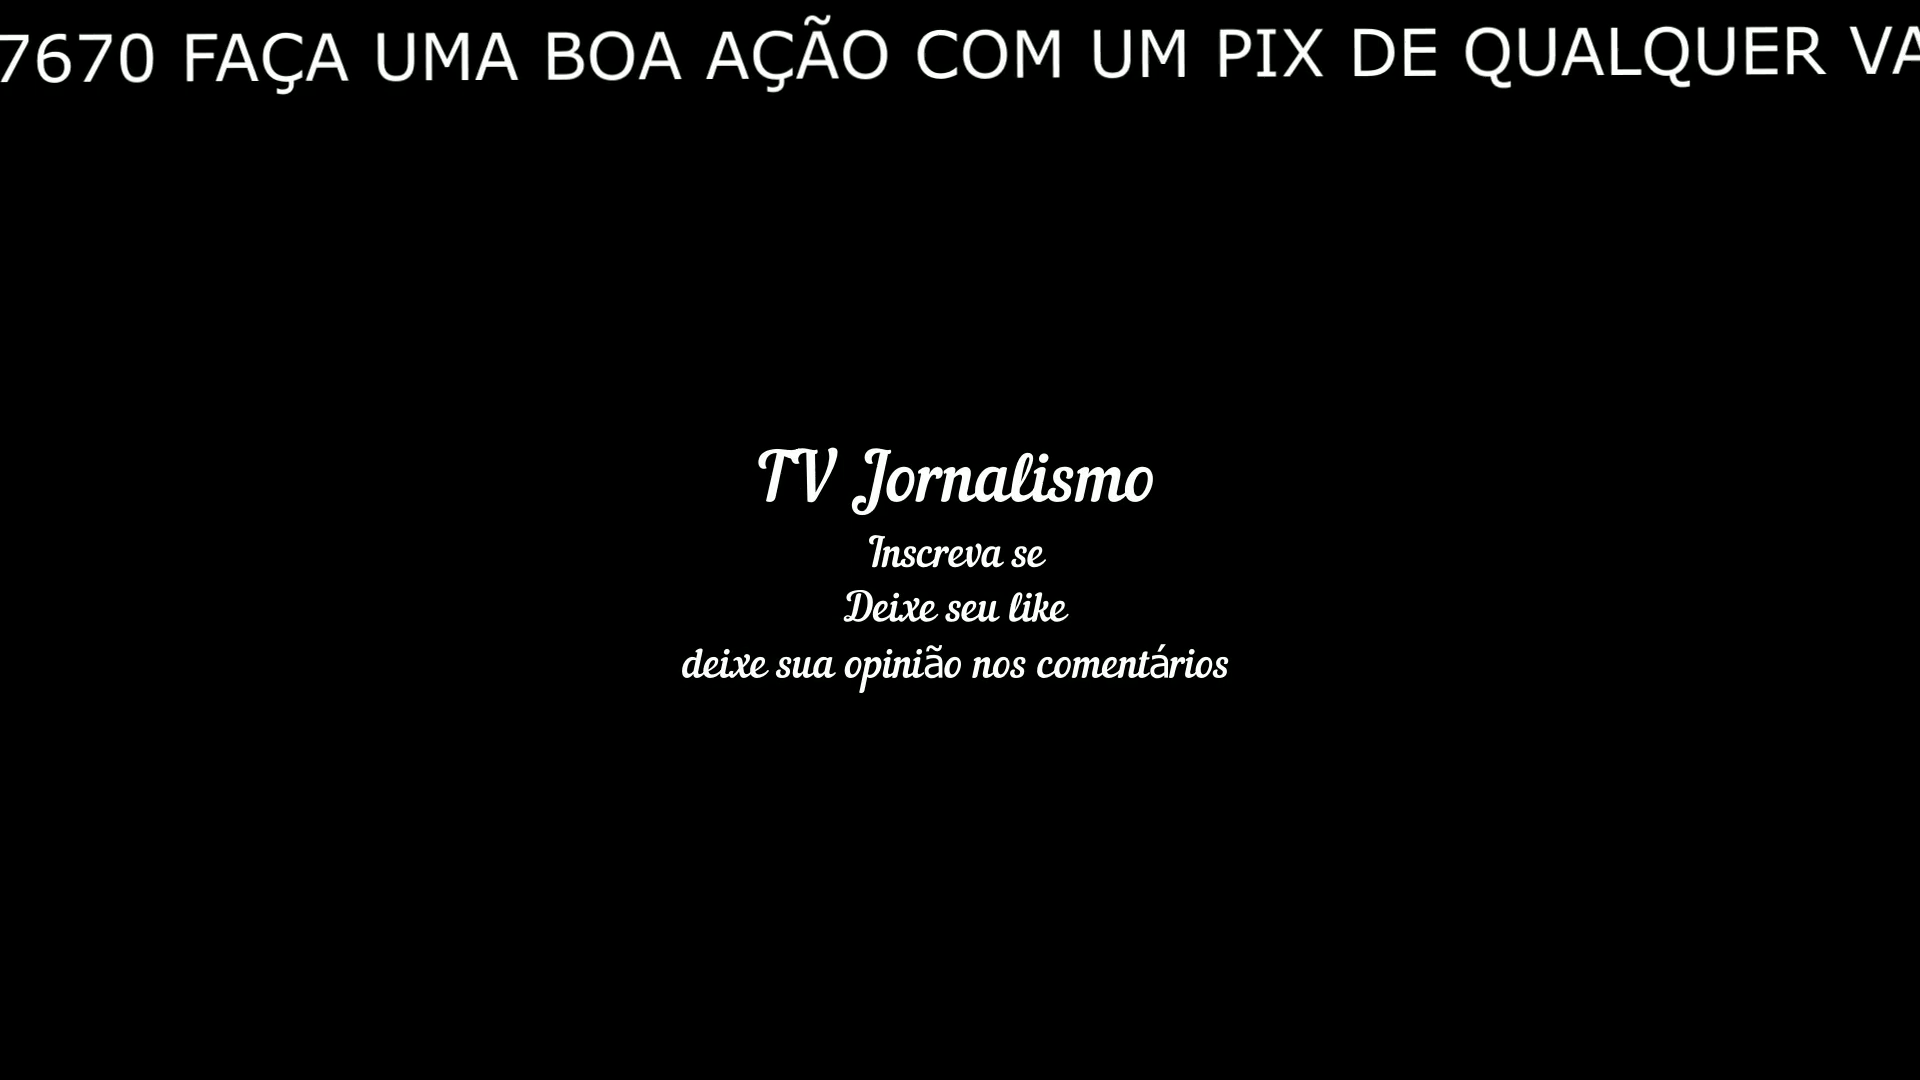 7670 FAÇA UMA BOA AÇÃO COM UM PIX DE QUALQUER VA
TV Jornalismo
Inscreva se
Deixe seu like
deixe sua opinião nos comentários